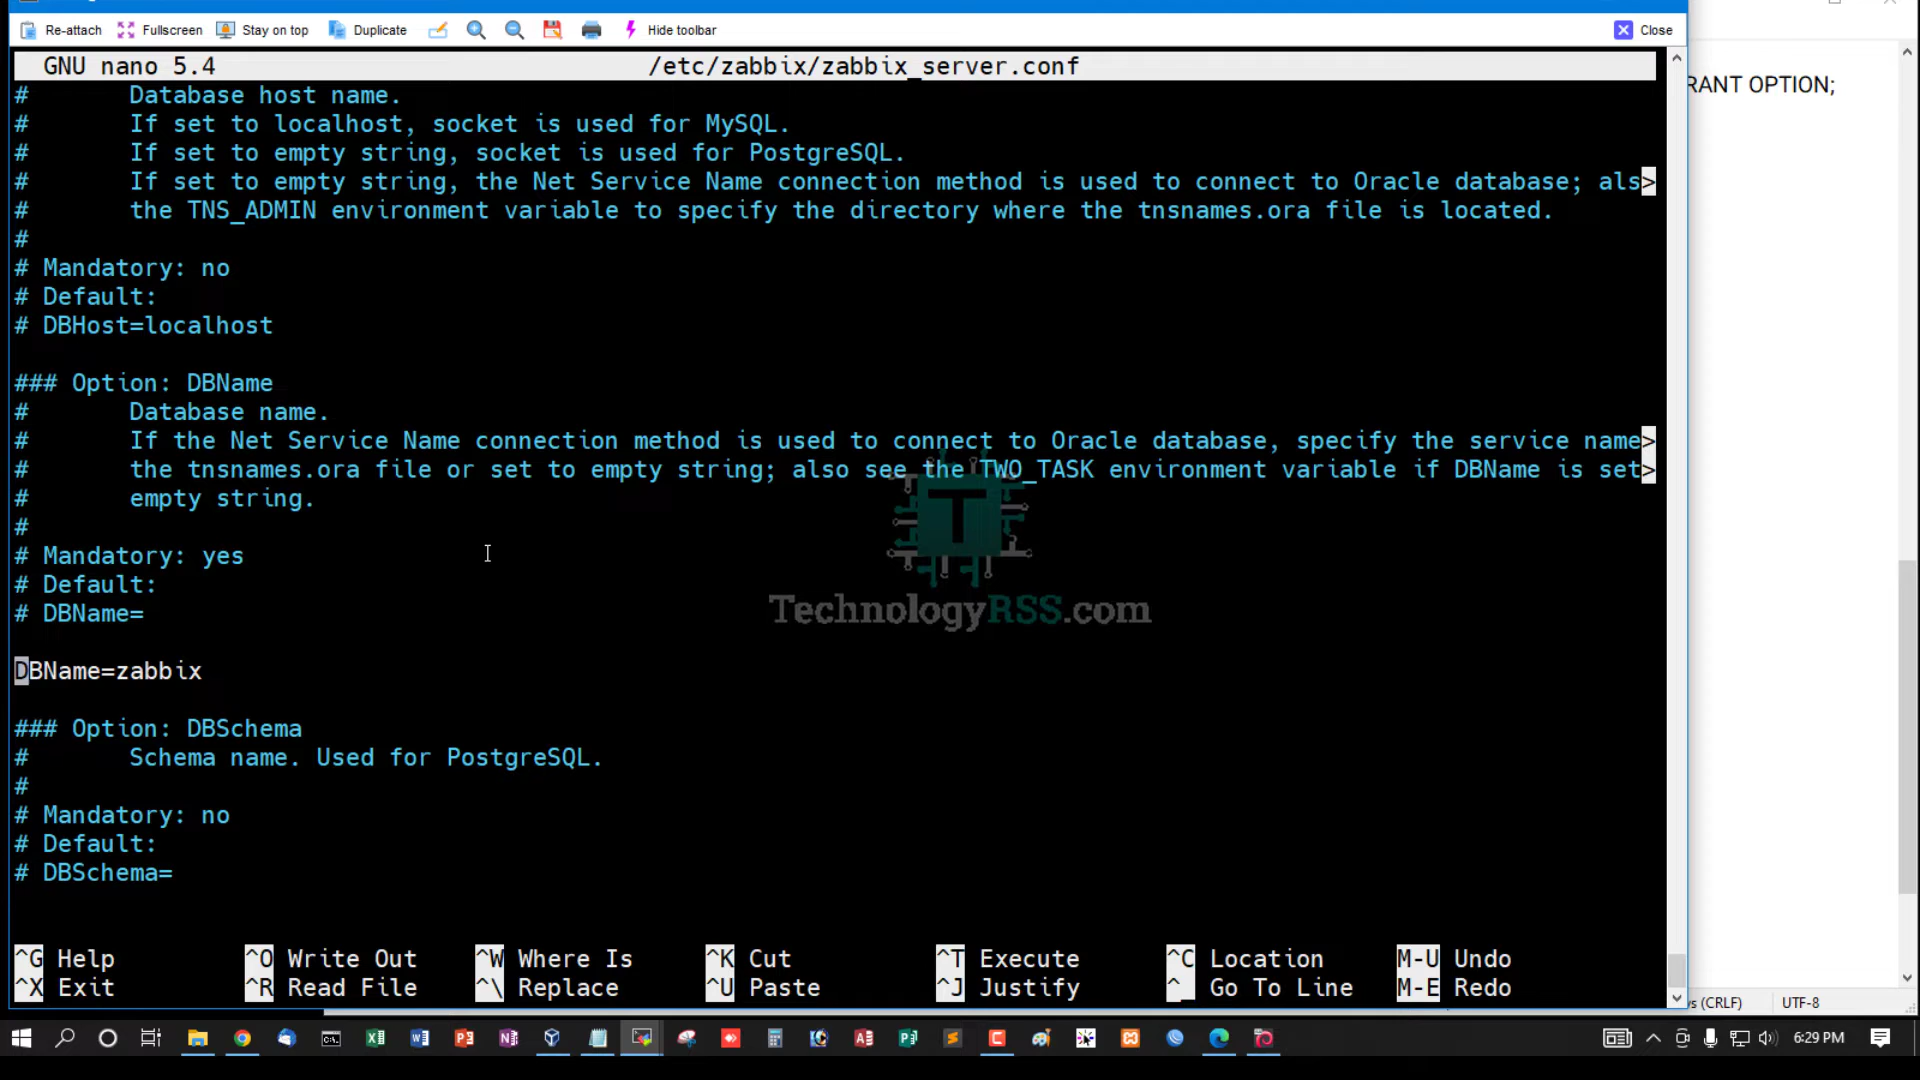 Re-attach Fullscreen Stay on top Duplicate Hide toolbar Close
GNU nano 5.4 /etc/zabbix/zabbix_server.conf
RANT OPTION;
# Database host name.
# If set to localhost, socket is used for MySQL.
# If set to empty string, socket is used for PostgreSQL.
# If set to empty string, the Net Service Name connection method is used to connect to Oracle database; als>
# the TNS_ADMIN environment variable to specify the directory where the tnsnames.ora file is located.
#
# Mandatory: no
# Default:
# DBHost=localhost
### Option: DBName
# Database name.
# If the Net Service Name connection method is used to connect to Oracle database, specify the service name>
# the tnsnames.ora file or set to empty string; also see the TWO_TASK environment variable if DBName is set>
# empty string.
#
# Mandatory: yes
# Default:
# DBName=
T
TechnologyRSS.com
DBName=zabbix
### Option: DBSchema
# Schema name. Used for PostgreSQL.
#
# Mandatory: no
# Default:
# DBSchema=
^G Help ^O Write Out ^W Where Is ^K Cut ^T Execute ^C Location M-U Undo
^X Exit ^R Read File ^\ Replace ^U Paste ^J Justify ^_ Go To Line M-E Redo
(CRLF) UTF-8
6:29 PM